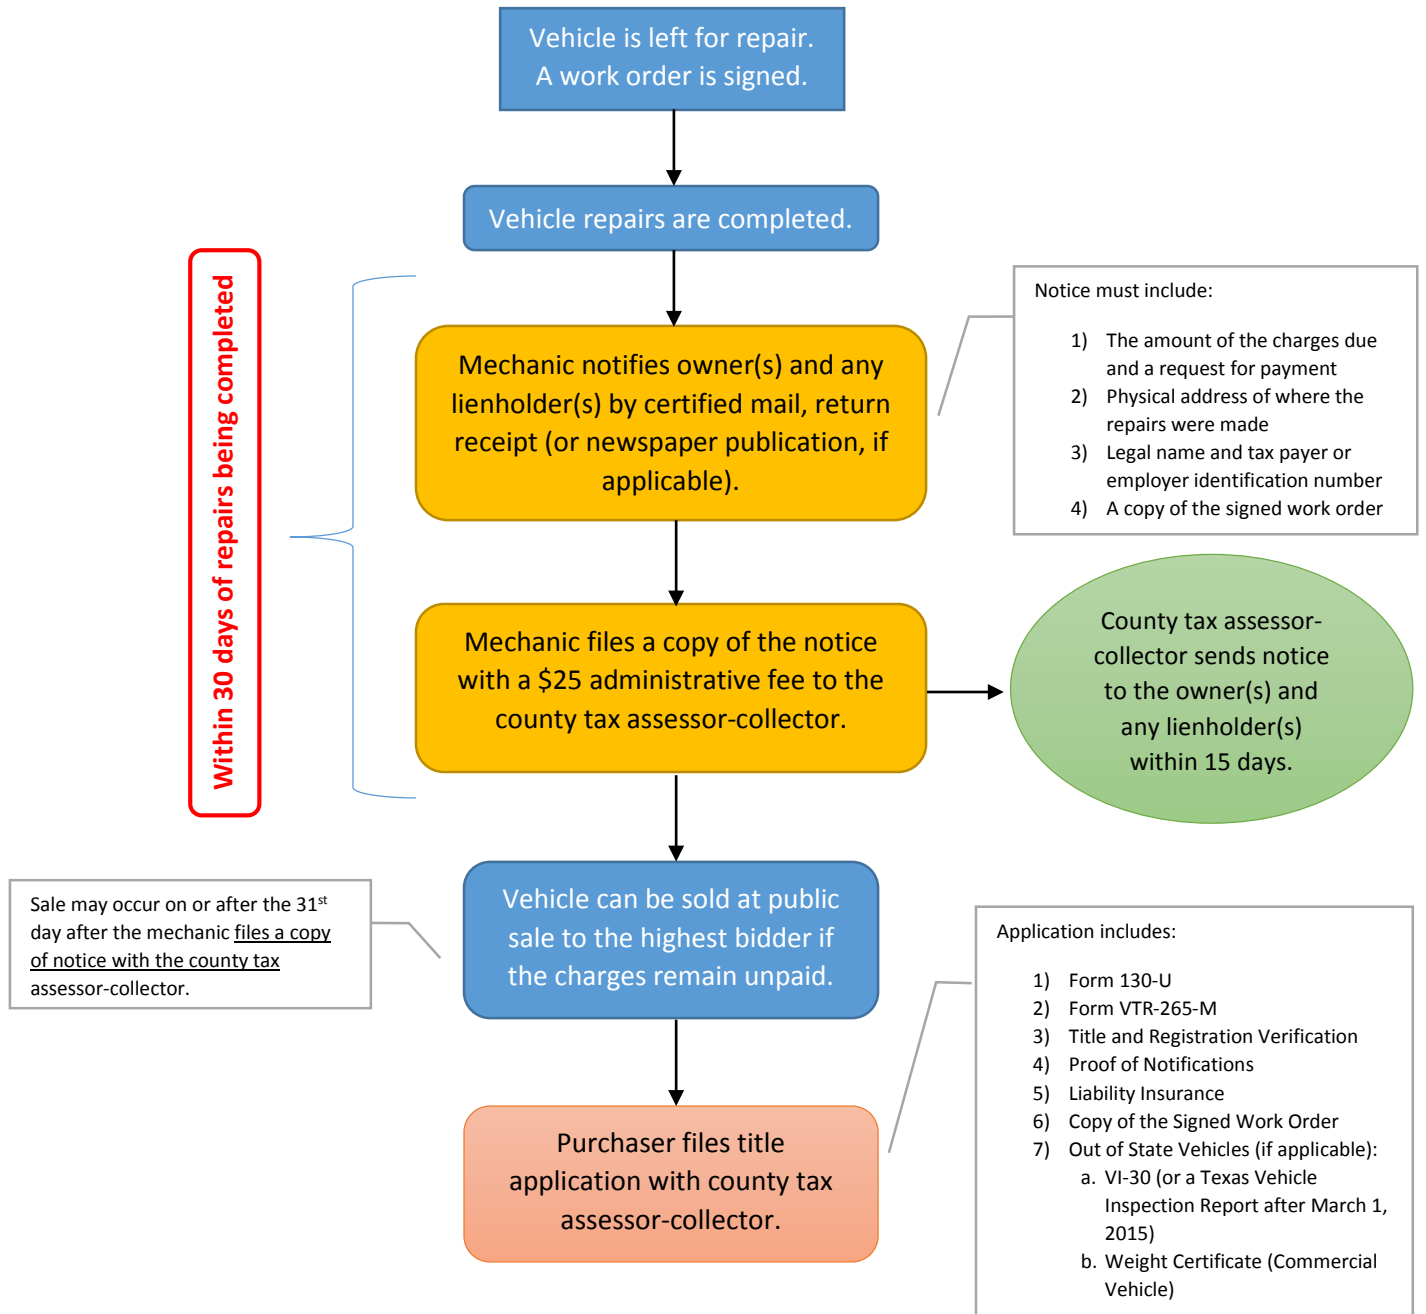 Vehicle is left for repair.
A work order is signed.
Vehicle repairs are completed.
Within 30 days of repairs being completed
Mechanic notifies owner(s) and any
lienholder(s) by certified mail, return
receipt (or newspaper publication, if
applicable).
Notice must include:
1) The amount of the charges due
and a request for payment
2) Physical address of where the
repairs were made
3) Legal name and tax payer or
employer identification number
4) A copy of the signed work order
Mechanic files a copy of the notice
with a $25 administrative fee to the
county tax assessor-collector.
County tax assessor-
collector sends notice
to the owner(s) and
any lienholder(s)
within 15 days.
Vehicle can be sold at public
sale to the highest bidder if
the charges remain unpaid.
Sale may occur on or after the 31st
day after the mechanic files a copy
of notice with the county tax
assessor-collector.
Purchaser files title
application with county tax
assessor-collector.
Application includes:
1) Form 130-U
2) Form VTR-265-M
3) Title and Registration Verification
4) Proof of Notifications
5) Liability Insurance
6) Copy of the Signed Work Order
7) Out of State Vehicles (if applicable):
a. VI-30 (or a Texas Vehicle
Inspection Report after March 1,
2015)
b. Weight Certificate (Commercial
Vehicle)